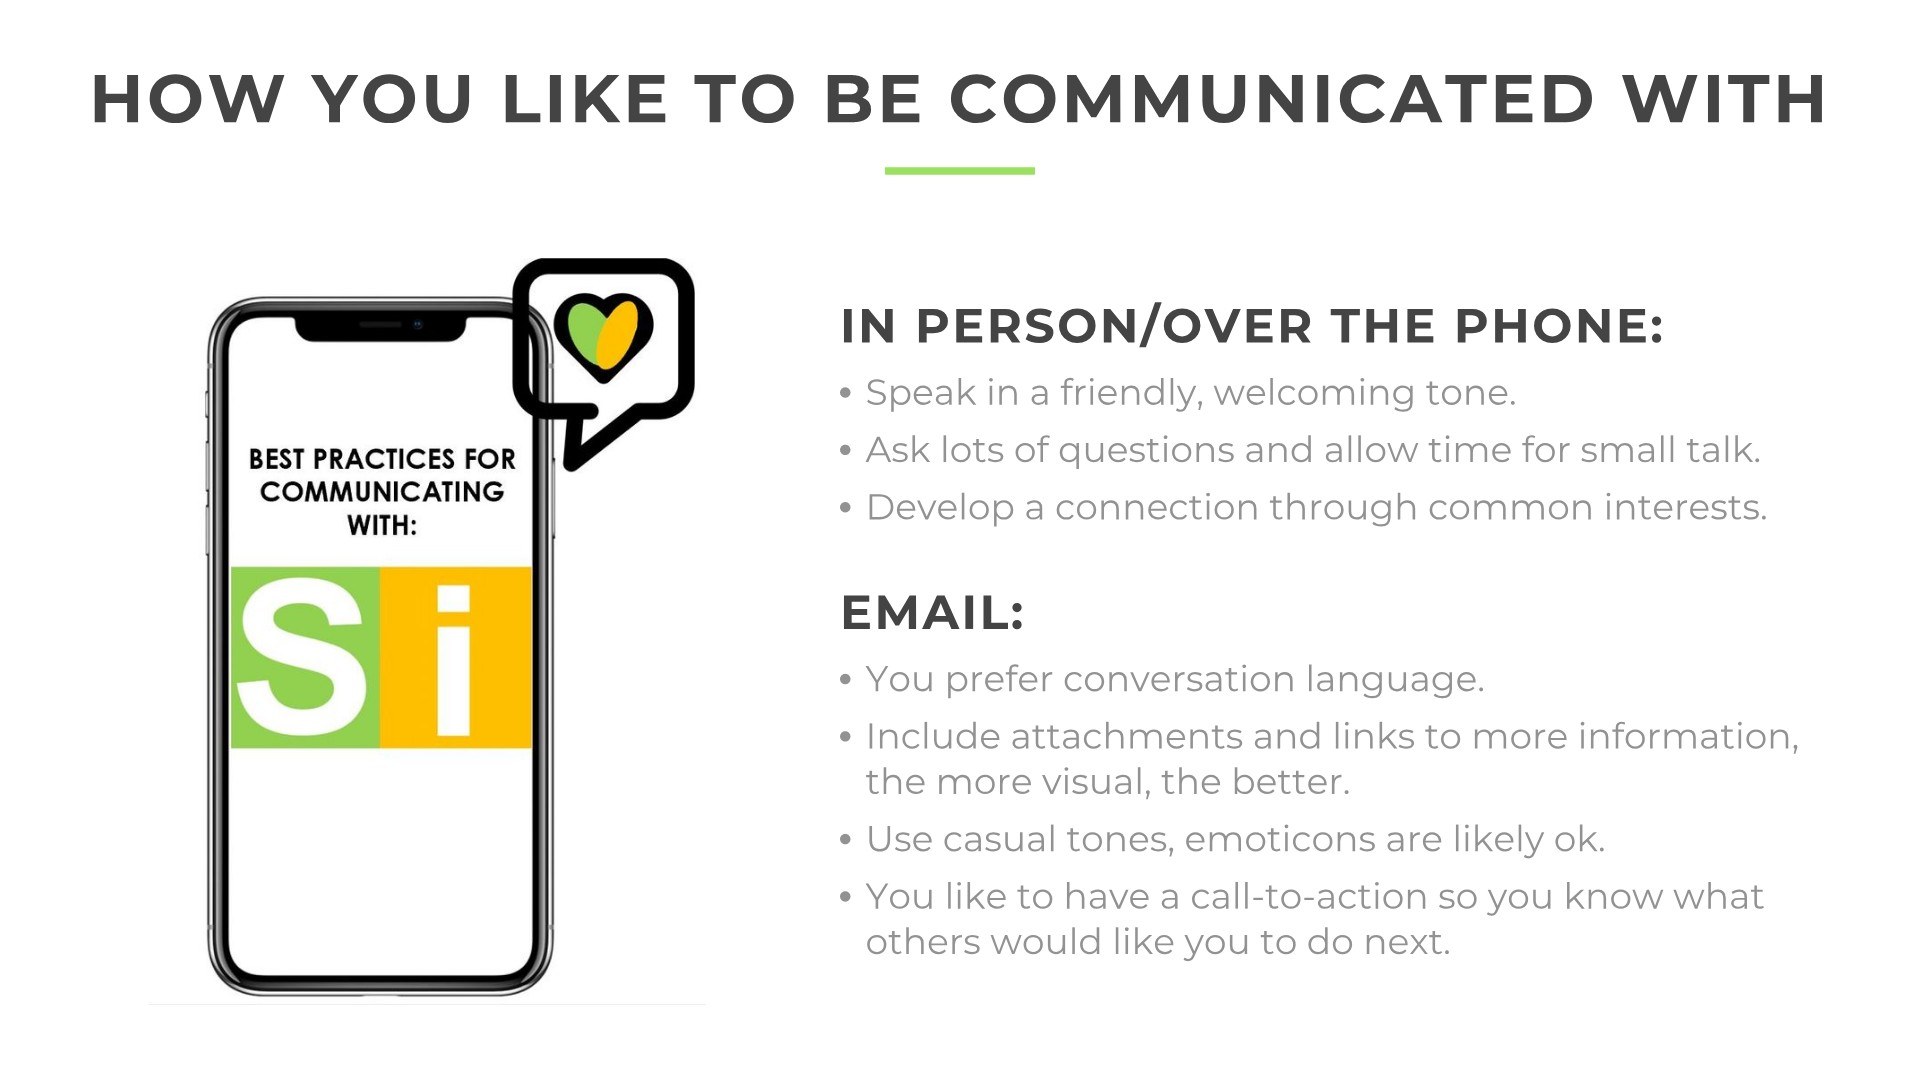 HOW YOU LIKE TO BE COMMUNICATED WITH
BEST PRACTICES FOR
COMMUNICATING
WITH:
Si
IN PERSON/OVER THE PHONE:
• Speak in a friendly, welcoming tone.
• Ask lots of questions and allow time for small talk.
• Develop a connection through common interests.
EMAIL:
• You prefer conversation language.
• Include attachments and links to more information,
the more visual, the better.
• Use casual tones, emoticons are likely ok.
• You like to have a call-to-action so you know what
others would like you to do next.